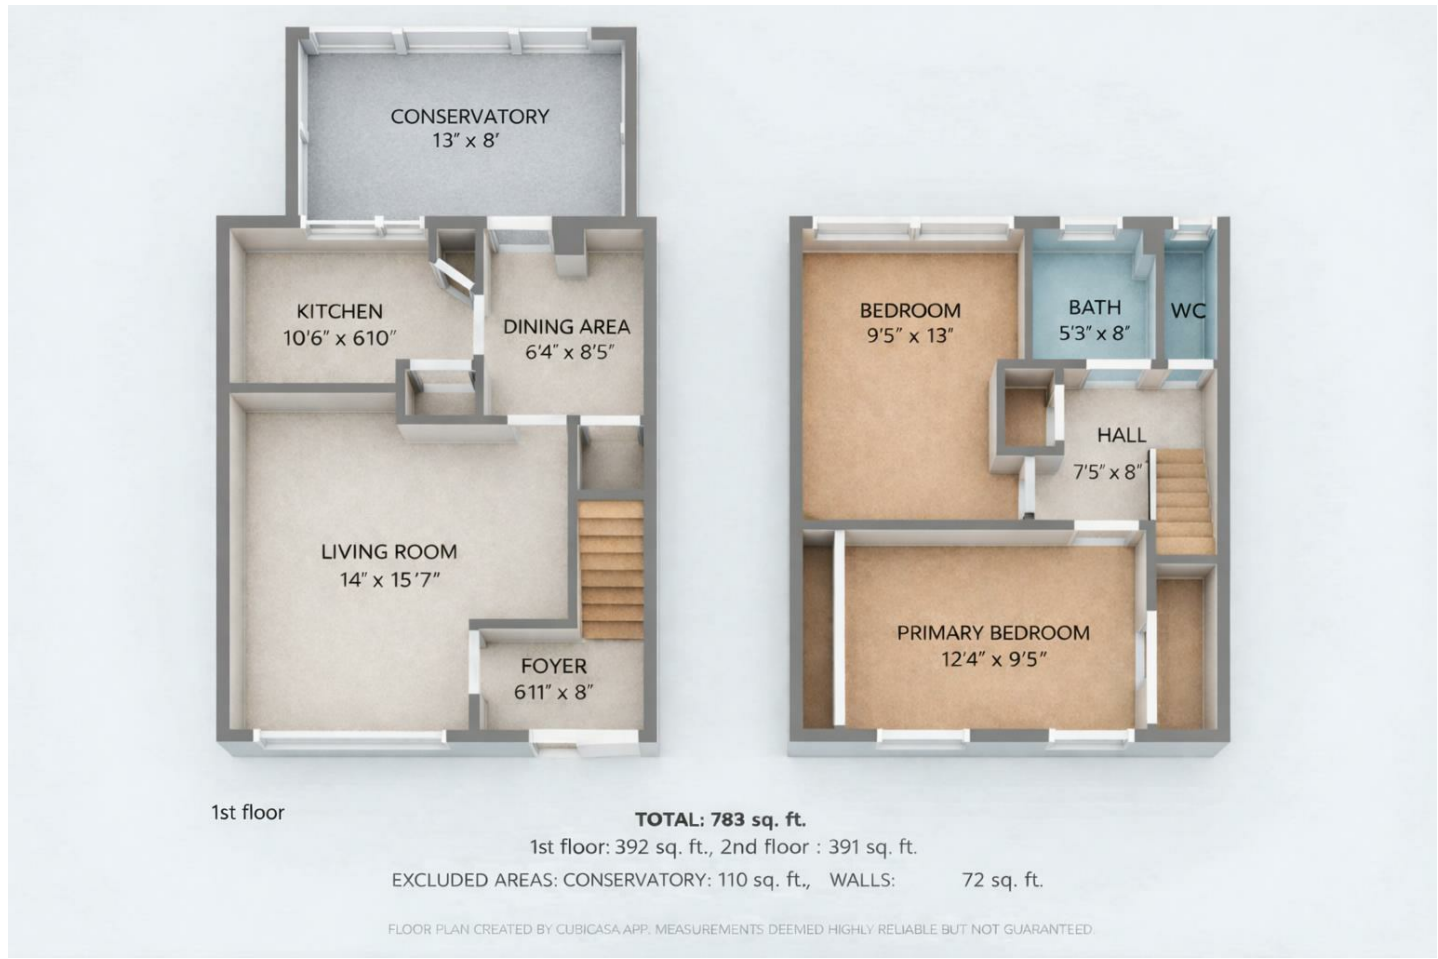 CONSERVATORY
13" x 8'
KITCHEN
10'6" x 610"
DINING AREA
6'4" x 8'5"
LIVING ROOM
14" x 15'7"
FOYER
611" x 8"
BEDROOM
9'5" x 13"
BATH
5'3" x 8"
WC
HALL
7'5" x 8"
PRIMARY BEDROOM
12'4" x 9'5"
1st floor
TOTAL: 783 sq. ft.
1st floor: 392 sq. ft., 2nd floor : 391 sq. ft.
EXCLUDED AREAS: CONSERVATORY: 110 sq. ft., WALLS: 72 sq. ft.
FLOOR PLAN CREATED BY CUBICASA APP. MEASUREMENTS DEEMED HIGHLY RELIABLE BUT NOT GUARANTEED.